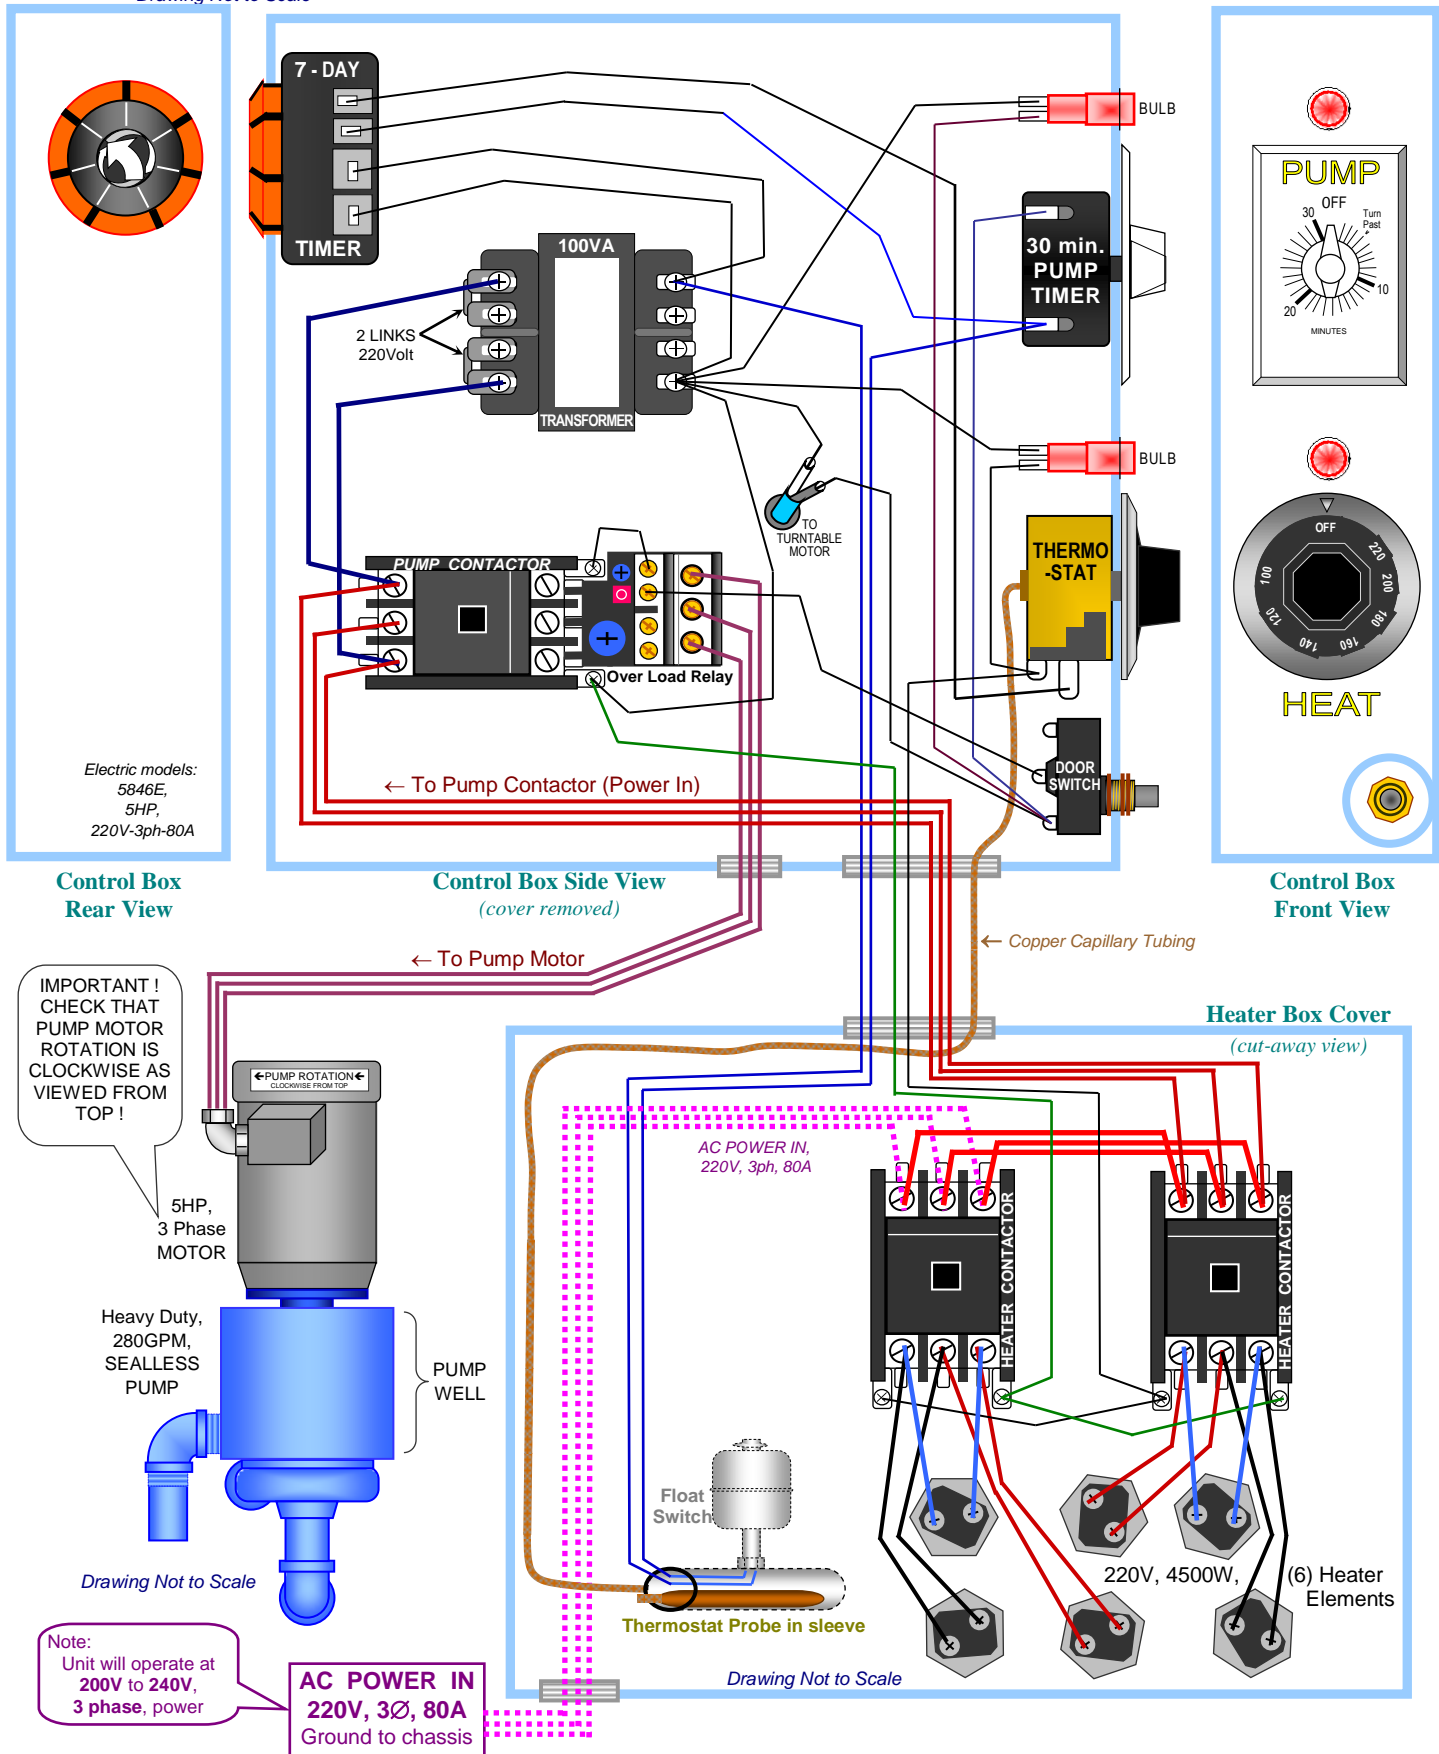 Drawing Not to Scale
7 - DAY
TIMER
100VA
TRANSFORMER
2 LINKS
220Volt
BULB
30 min.
PUMP
TIMER
BULB
THERMO
-STAT
TO
TURNTABLE
MOTOR
PUMP CONTACTOR
Over Load Relay
DOOR
SWITCH
← To Pump Contactor (Power In)
Electric models:
5846E,
5HP,
220V-3ph-80A
PUMP
OFF
30
Turn
Past
10
20
MINUTES
OFF
220
200
180
160
140
120
100
HEAT
Control Box
Rear View
Control Box Side View
(cover removed)
Control Box
Front View
← Copper Capillary Tubing
← To Pump Motor
IMPORTANT !
CHECK THAT
PUMP MOTOR
ROTATION IS
CLOCKWISE AS
VIEWED FROM
TOP !
←PUMP ROTATION←
CLOCKWISE FROM TOP
5HP,
3 Phase
MOTOR
Heavy Duty,
280GPM,
SEALLESS
PUMP
PUMP
WELL
Drawing Not to Scale
Heater Box Cover
(cut-away view)
AC POWER IN,
220V, 3ph, 80A
HEATER CONTACTOR
HEATER CONTACTOR
Float
Switch
Thermostat Probe in sleeve
220V, 4500W, (6) Heater
Elements
Drawing Not to Scale
Note:
Unit will operate at
200V to 240V,
3 phase, power
AC POWER IN
220V, 3Ø, 80A
Ground to chassis